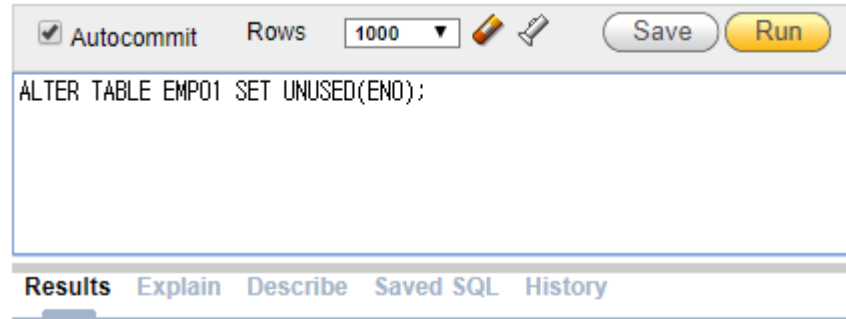 Autocommit Rows 1000 Save Run
ALTER TABLE EMP01 SET UNUSED(ENO);
Results Explain Describe Saved SQL History